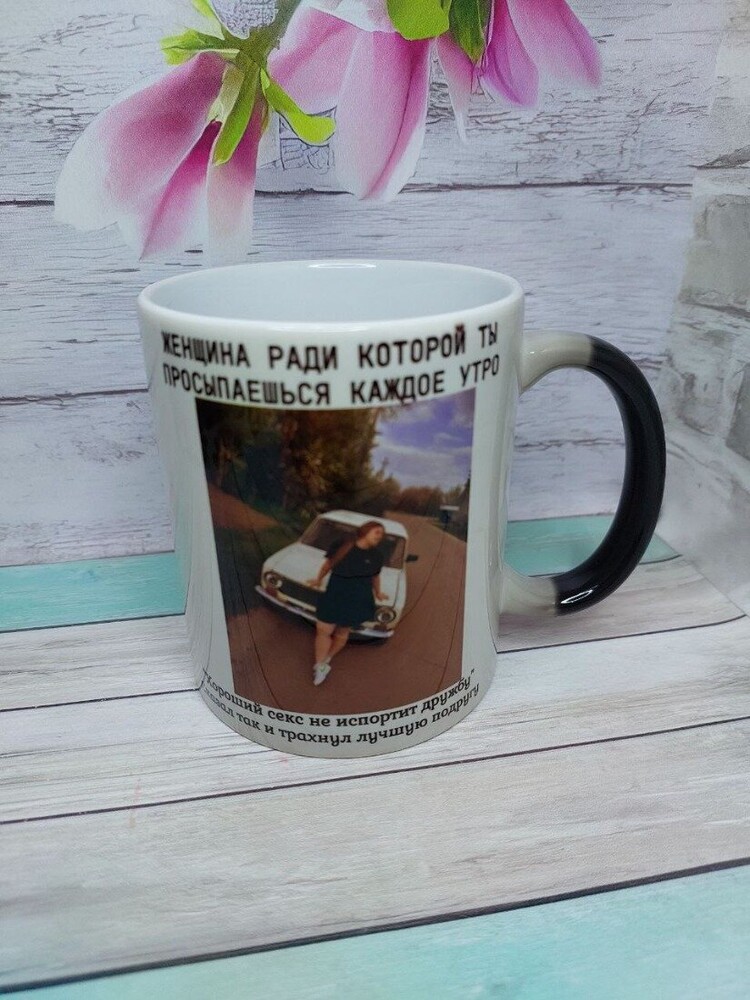 ЖЕНЩИНА РАДИ КОТОРОЙ ТЫ
ПРОСЫПАЕШЬСЯ КАЖДОЕ УТРО
"Хороший секс не испортит дружбу"
сказал так и трахнул лучшую подругу